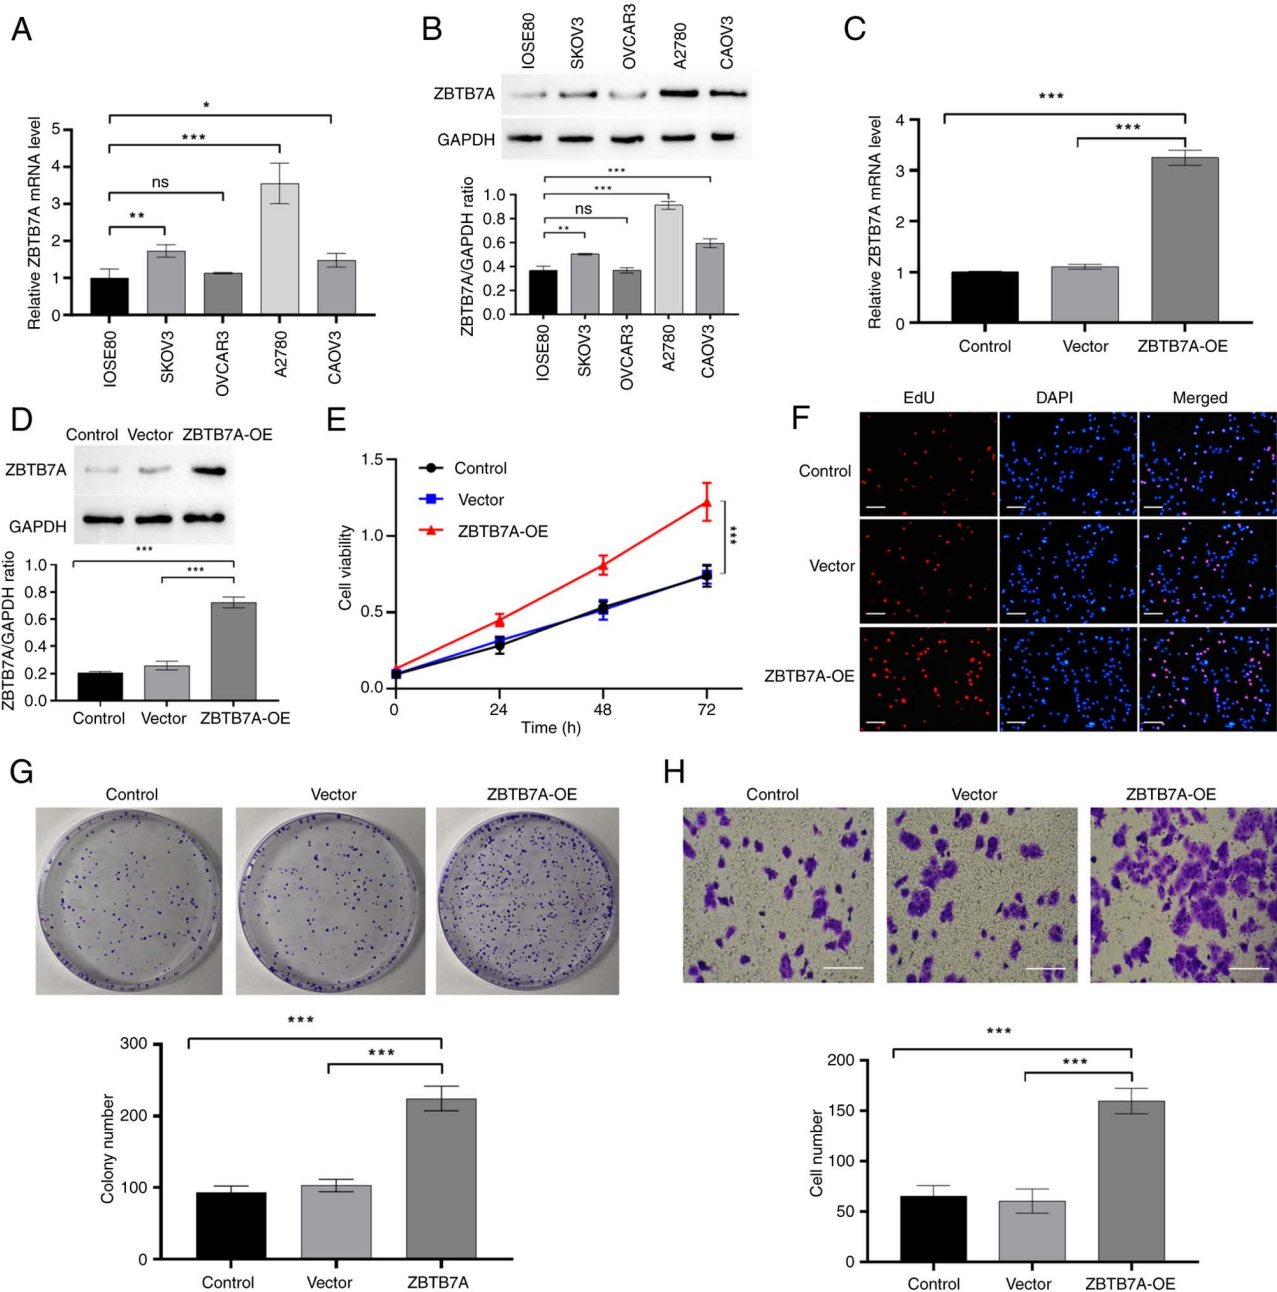 A
Relative ZBTB7A mRNA level
5
4
3
2
1
0
*
***
ns
**
IOSE80
SKOV3
OVCAR3
A2780
CAOV3
B
IOSE80
SKOV3
OVCAR3
A2780
CAOV3
ZBTB7A
GAPDH
ZBTB7A/GAPDH ratio
1.0
0.8
0.6
0.4
0.2
0.0
***
***
ns
**
IOSE80
SKOV3
OVCAR3
A2780
CAOV3
C
Relative ZBTB7A mRNA level
4
3
2
1
0
***
***
Control Vector ZBTB7A-OE
D
Control Vector ZBTB7A-OE
ZBTB7A
GAPDH
ZBTB7A/GAPDH ratio
1.0
0.8
0.6
0.4
0.2
0.0
***
***
Control Vector ZBTB7A-OE
E
Cell viability
1.5
1.0
0.5
0.0
Control
Vector
ZBTB7A-OE
***
0 24 48 72
Time (h)
F
EdU DAPI Merged
Control
Vector
ZBTB7A-OE
G
Control Vector ZBTB7A-OE
Colony number
300
200
100
0
***
***
Control Vector ZBTB7A
H
Control Vector ZBTB7A-OE
Cell number
200
150
100
50
0
***
***
Control Vector ZBTB7A-OE